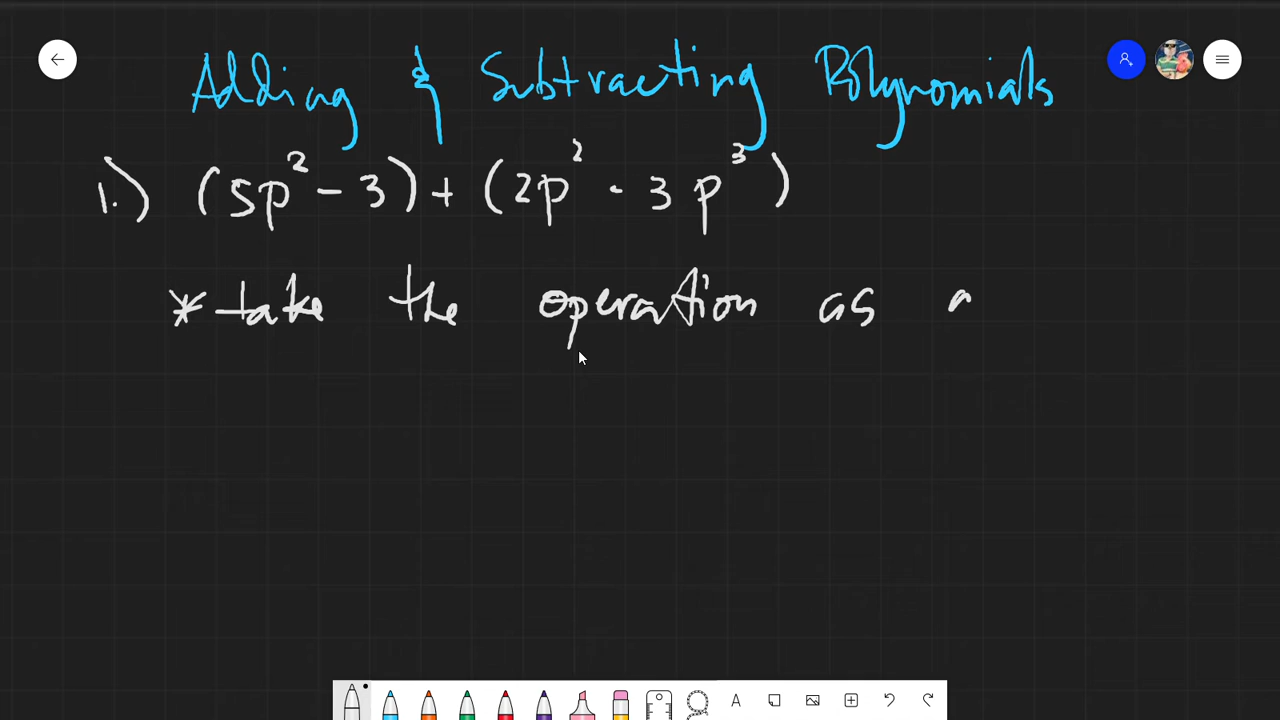 Adding & Subtracting Polynomials
1.) (5p² - 3) + (2p² - 3p³)
*take the operation as a